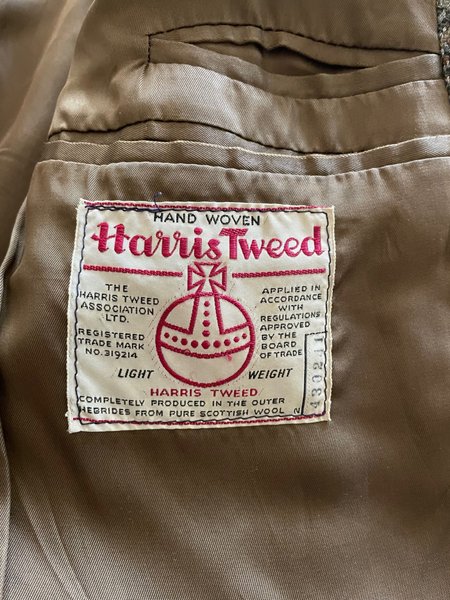 HAND WOVEN
Harris Tweed
THE
HARRIS TWEED
ASSOCIATION
LTD.
REGISTERED
TRADE MARK
NO. 319214
APPLIED IN
ACCORDANCE
WITH
REGULATIONS
APPROVED
BY THE
BOARD
OF TRADE
LIGHT WEIGHT
HARRIS TWEED
COMPLETELY PRODUCED IN THE OUTER
HEBRIDES FROM PURE SCOTTISH WOOL N